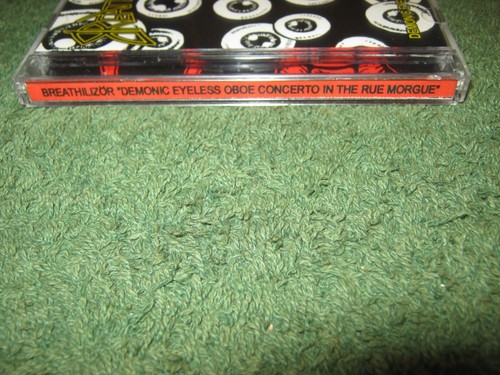 BREATHILIZÖR "DEMONIC EYELESS OBOE CONCERTO IN THE RUE MORGUE"